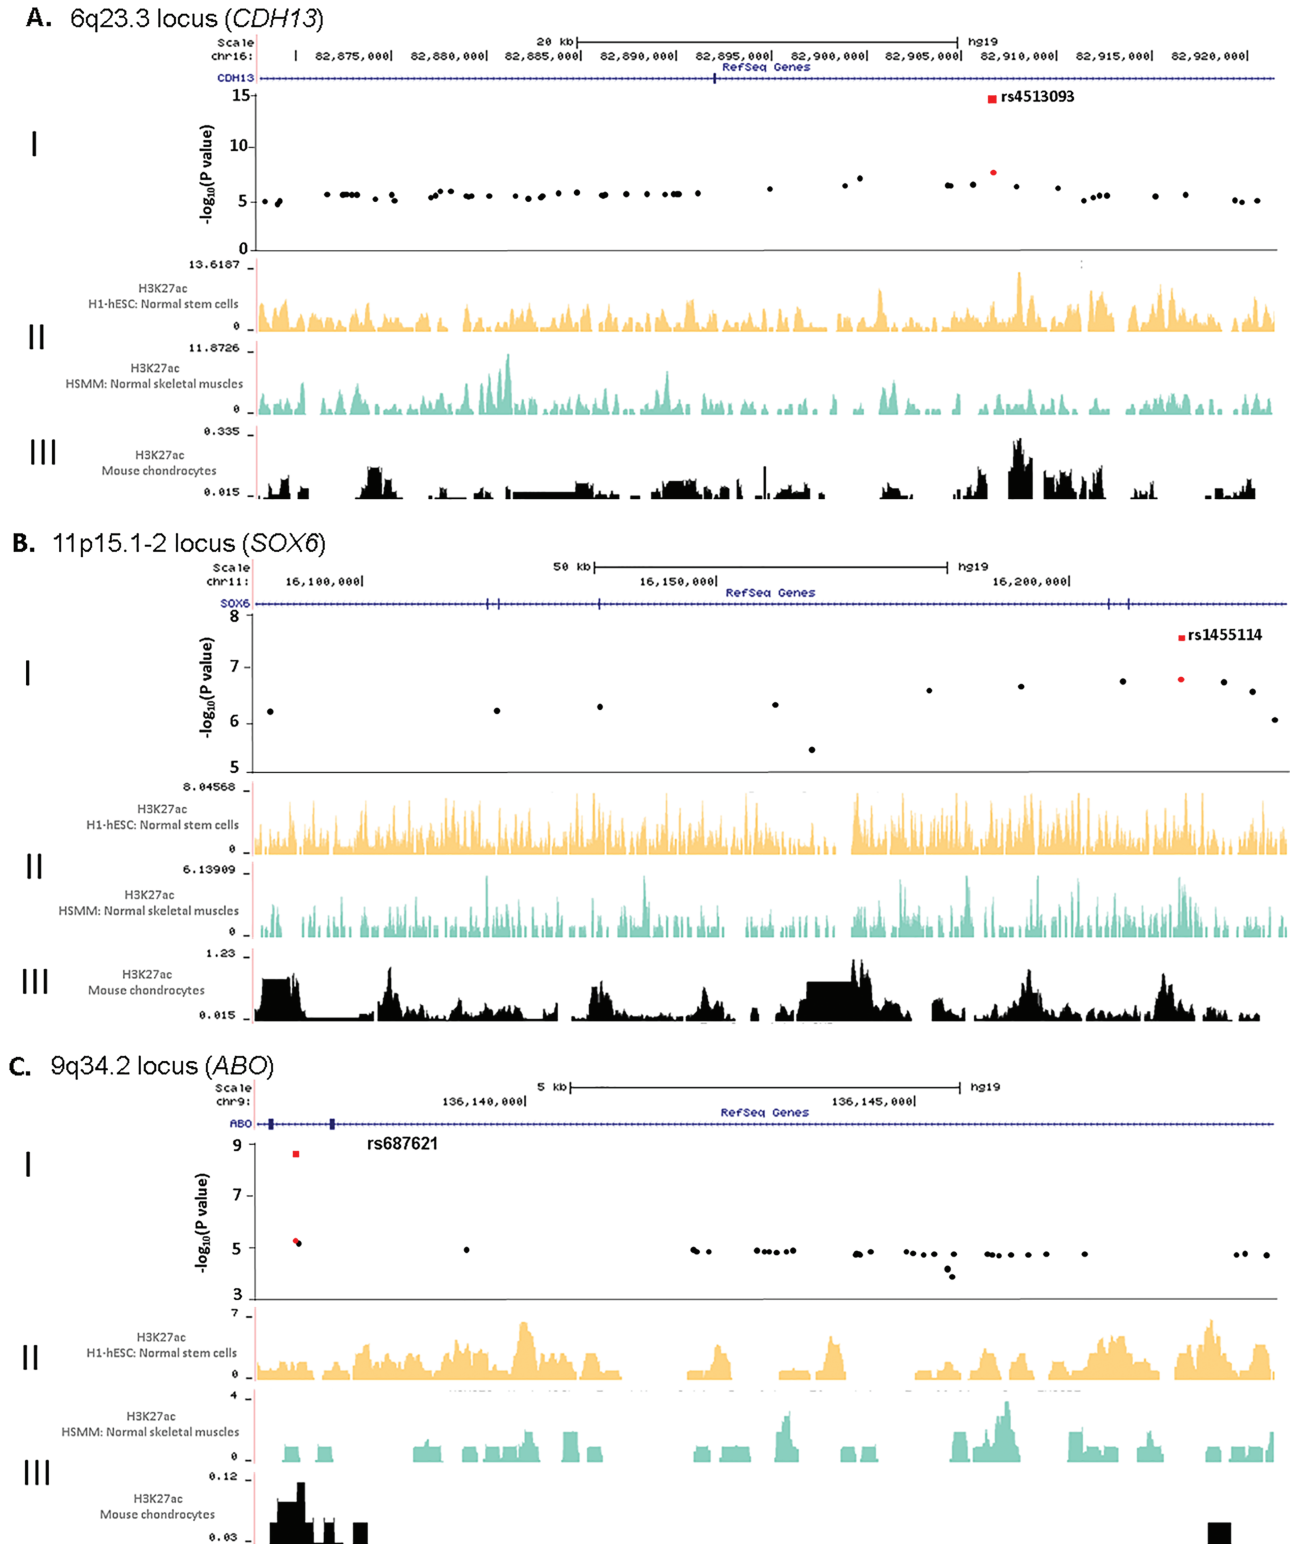 A. 6q23.3 locus (CDH13)
Scale 20 kb hg19
chr16: 82,875,000 82,880,000 82,885,000 82,890,000 82,895,000 82,900,000 82,905,000 82,910,000 82,915,000 82,920,000
RefSeq Genes
CDH13
I
-log10(P value)
15
10
5
0
rs4513093
II
13.6187
H3K27ac
H1-hESC: Normal stem cells
0
11.8726
H3K27ac
HSMM: Normal skeletal muscles
0
III
0.335
H3K27ac
Mouse chondrocytes
0.015
B. 11p15.1-2 locus (SOX6)
Scale 50 kb hg19
chr11: 16,100,000 16,150,000 16,200,000
RefSeq Genes
SOX6
I
-log10(P value)
8
7
6
5
rs1455114
II
8.04568
H3K27ac
H1-hESC: Normal stem cells
0
6.13909
H3K27ac
HSMM: Normal skeletal muscles
0
III
1.23
H3K27ac
Mouse chondrocytes
0.015
C. 9q34.2 locus (ABO)
Scale 5 kb hg19
chr9: 136,140,000 136,145,000
RefSeq Genes
ABO
I
-log10(P value)
9
7
5
3
rs687621
II
7
H3K27ac
H1-hESC: Normal stem cells
0
4
H3K27ac
HSMM: Normal skeletal muscles
0
III
0.12
H3K27ac
Mouse chondrocytes
0.03